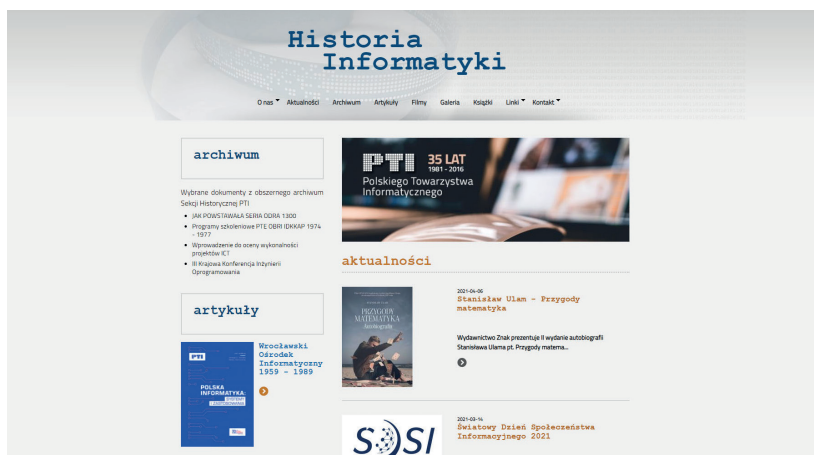 Historia
Informatyki
O nas Aktualności Archiwum Artykuły Filmy Galeria Książki Linki Kontakt
archiwum
Wybrane dokumenty z obszernego archiwum
Sekcji Historycznej PTI
JAK POWSTAWAŁA SERIA ODRA 1300
Programy szkoleniowe PTE OBRI IDKKAP 1974
- 1977
Wprowadzenie do oceny wykonalności
projektów ICT
III Krajowa Konferencja Inżynierii
Oprogramowania
artykuły
PTI
POLSKA
INFORMATYKA:
Wrocławski
Ośrodek
Informatyczny
1959 - 1989
PTI 35 LAT
1981 - 2016
Polskiego Towarzystwa
Informatycznego
aktualności
PRZYGODY
MATEMATYKA
Autobiografia
2021-04-06
Stanisław Ulam - Przygody
matematyka
Wydawnictwo Znak prezentuje II wydanie autobiografii
Stanisława Ulama pt. Przygody matema...
SOSI
2021-03-14
Światowy Dzień Społeczeństwa
Informacyjnego 2021